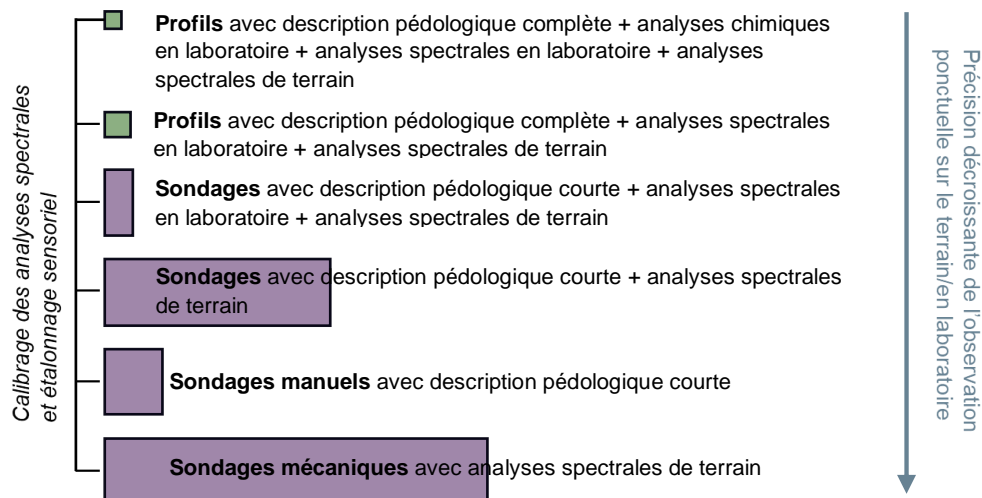 Calibrage des analyses spectrales
et étalonnage sensoriel
Profils avec description pédologique complète + analyses chimiques
en laboratoire + analyses spectrales en laboratoire + analyses
spectrales de terrain
Profils avec description pédologique complète + analyses spectrales
en laboratoire + analyses spectrales de terrain
Sondages avec description pédologique courte + analyses spectrales
en laboratoire + analyses spectrales de terrain
Sondages avec description pédologique courte + analyses spectrales
de terrain
Sondages manuels avec description pédologique courte
Sondages mécaniques avec analyses spectrales de terrain
Précision décroissante de l'observation
ponctuelle sur le terrain/en laboratoire